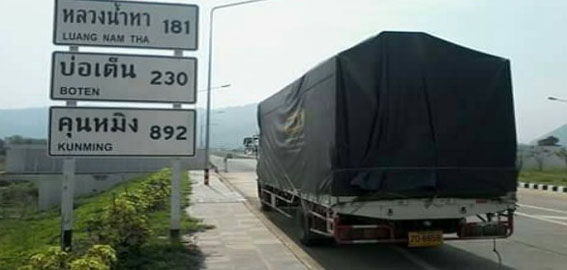 หลวงน้ำทา 181
LUANG NAM THA
บ่อเต็น 230
BOTEN
คุนหมิง 892
KUNMING